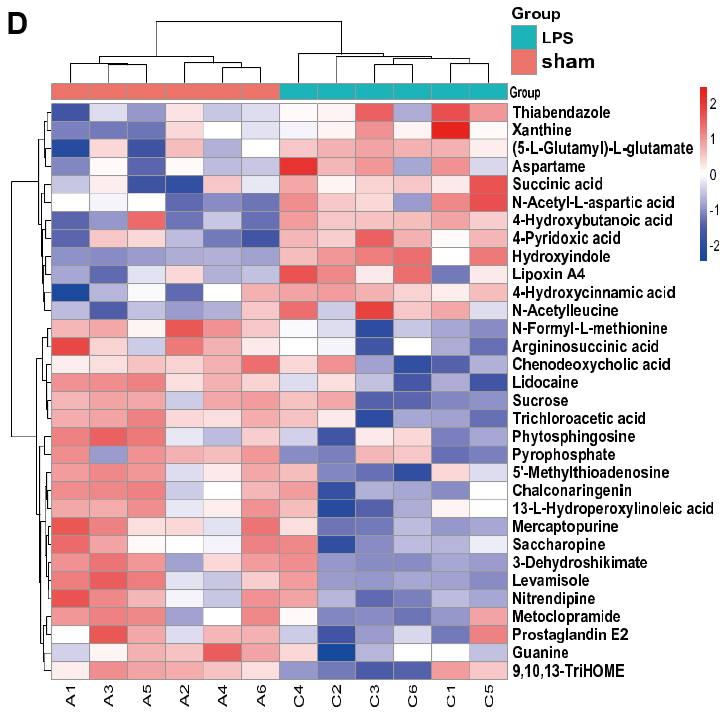 D
Group
LPS
sham
Group
2
1
0
-1
-2
Thiabendazole
Xanthine
(5-L-Glutamyl)-L-glutamate
Aspartame
Succinic acid
N-Acetyl-L-aspartic acid
4-Hydroxybutanoic acid
4-Pyridoxic acid
Hydroxyindole
Lipoxin A4
4-Hydroxycinnamic acid
N-Acetylleucine
N-Formyl-L-methionine
Argininosuccinic acid
Chenodeoxycholic acid
Lidocaine
Sucrose
Trichloroacetic acid
Phytosphingosine
Pyrophosphate
5'-Methylthioadenosine
Chalconaringenin
13-L-Hydroperoxylinoleic acid
Mercaptopurine
Saccharopine
3-Dehydroshikimate
Levamisole
Nitrendipine
Metoclopramide
Prostaglandin E2
Guanine
9,10,13-TriHOME
A1 A3 A5 A2 A4 A6 C4 C2 C3 C6 C1 C5